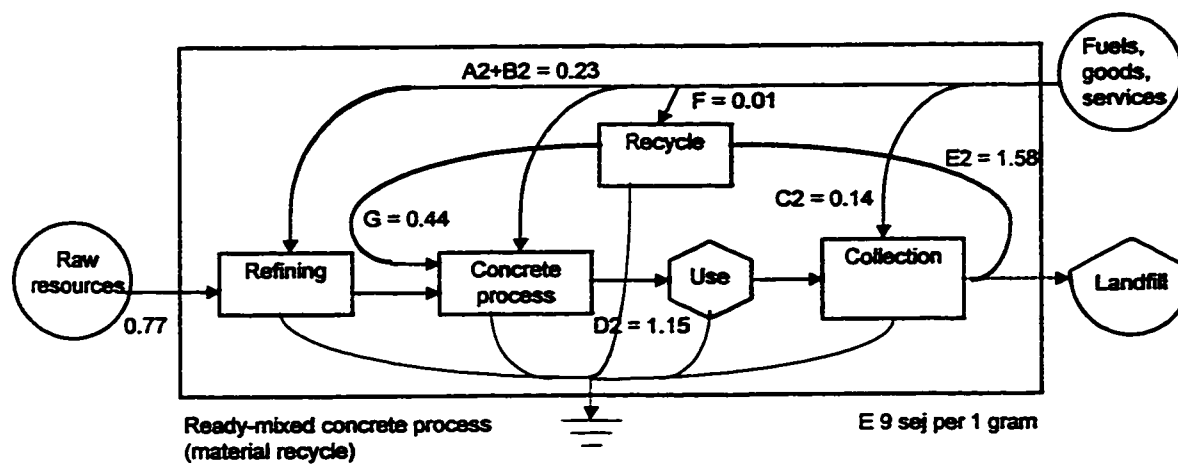 Fuels,
goods,
services
A2+B2 = 0.23
F = 0.01
Recycle
E2 = 1.58
C2 = 0.14
G = 0.44
Raw
resources
0.77
Refining
Concrete
process
Use
Collection
Landfill
D2 = 1.15
Ready-mixed concrete process
(material recycle)
E 9 sej per 1 gram